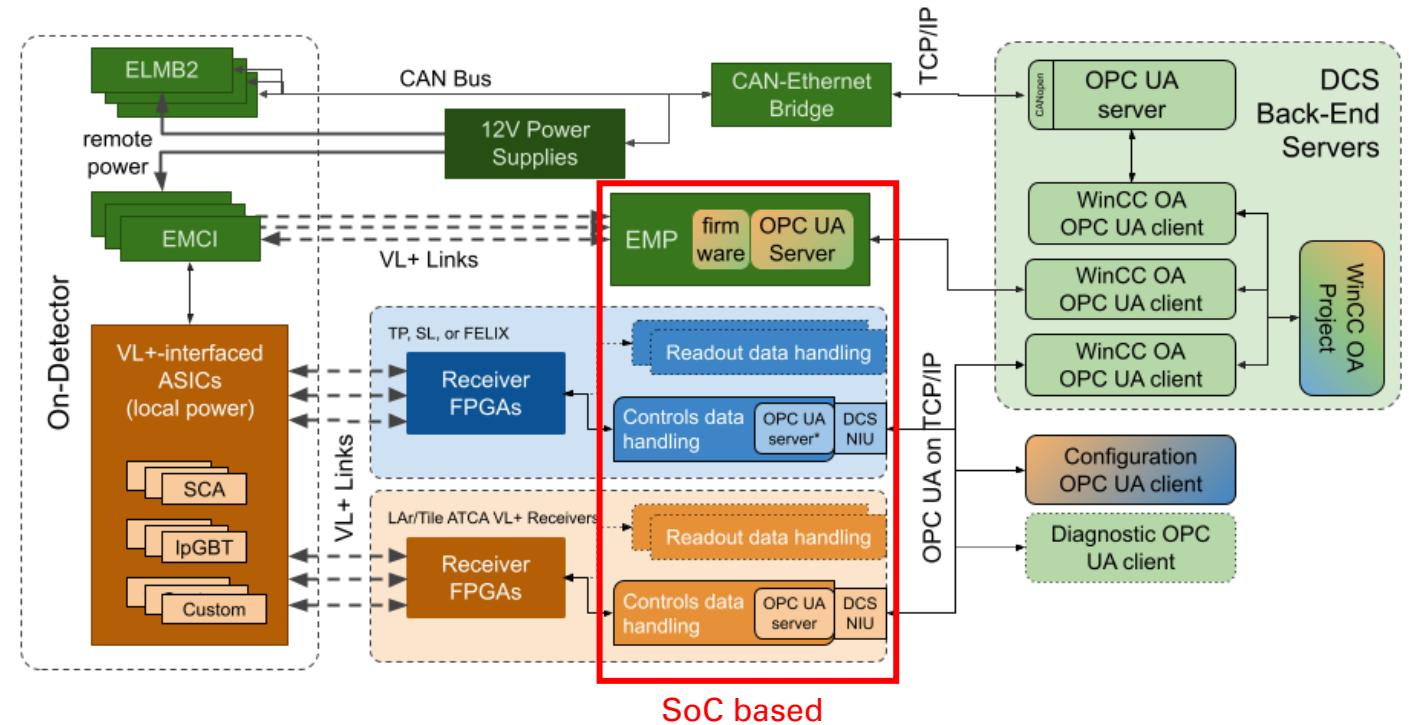 TCP/IP
ELMB2
CAN Bus
CAN-Ethernet
Bridge
CANopen
OPC UA
server
DCS
Back-End
Servers
remote
power
12V Power
Supplies
WinCC OA
OPC UA client
EMCI
VL+ Links
EMP
firm
ware
OPC UA
Server
WinCC OA
OPC UA client
WinCC OA
Project
On-Detector
VL+-interfaced
ASICs
(local power)
TP, SL, or FELIX
Receiver
FPGAs
Readout data handling
Controls data
handling
OPC UA
server*
DCS
NIU
WinCC OA
OPC UA client
OPC UA on TCP/IP
VL+ Links
SCA
lpGBT
Custom
LAr/Tile ATCA VL+ Receivers
Receiver
FPGAs
Readout data handling
Controls data
handling
OPC UA
server
DCS
NIU
Configuration
OPC UA client
Diagnostic OPC
UA client
SoC based